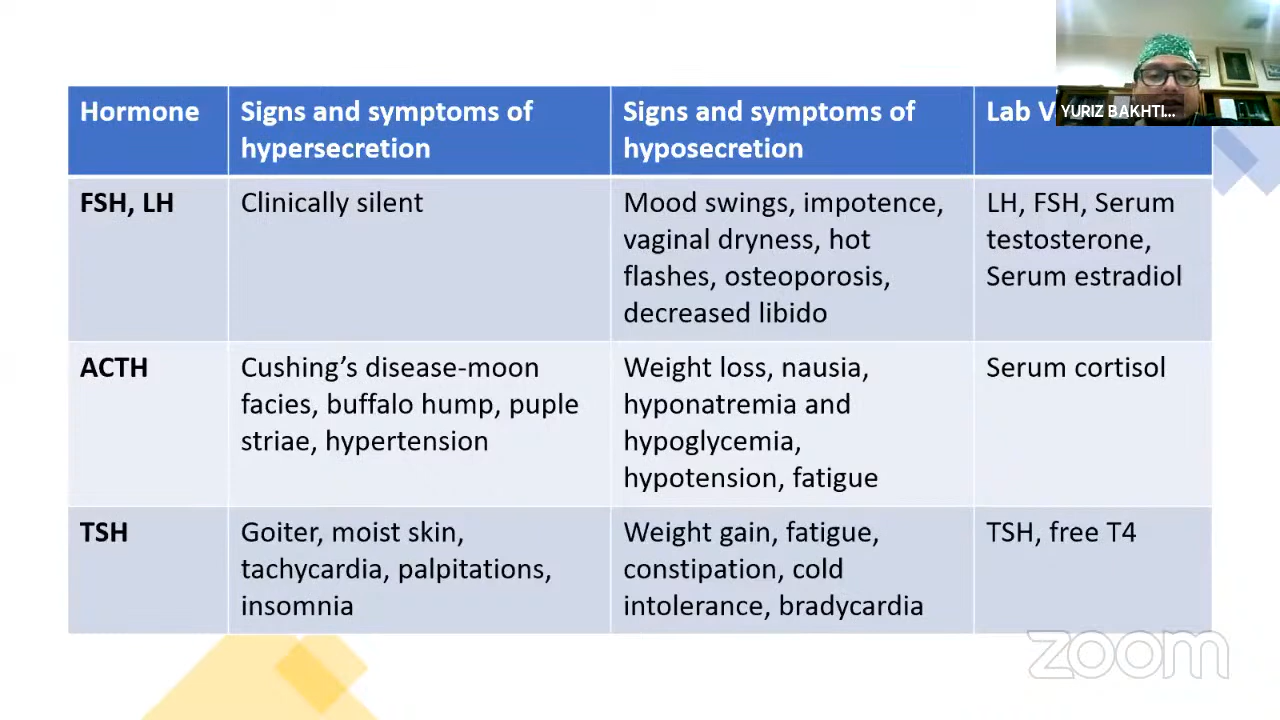 Hormone
Signs and symptoms of
hypersecretion
Signs and symptoms of
hyposecretion
Lab V
YURIZ BAKHTI...
FSH, LH
Clinically silent
Mood swings, impotence,
vaginal dryness, hot
flashes, osteoporosis,
decreased libido
LH, FSH, Serum
testosterone,
Serum estradiol
ACTH
Cushing’s disease-moon
facies, buffalo hump, puple
striae, hypertension
Weight loss, nausia,
hyponatremia and
hypoglycemia,
hypotension, fatigue
Serum cortisol
TSH
Goiter, moist skin,
tachycardia, palpitations,
insomnia
Weight gain, fatigue,
constipation, cold
intolerance, bradycardia
TSH, free T4
zoom